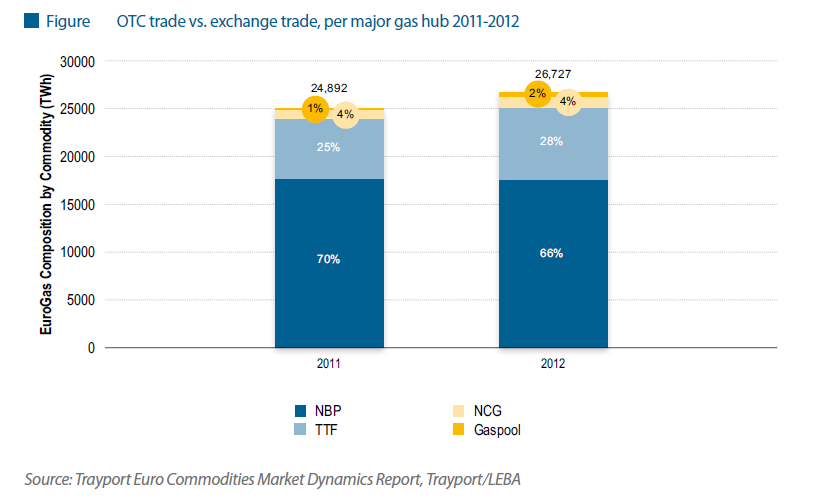 Figure OTC trade vs. exchange trade, per major gas hub 2011-2012
EuroGas Composition by Commodity (TWh)
30000
25000
20000
15000
10000
5000
0
24,892
1%
4%
25%
70%
2011
26,727
2%
4%
28%
66%
2012
NBP
TTF
NCG
Gaspool
Source: Trayport Euro Commodities Market Dynamics Report, Trayport/LEBA